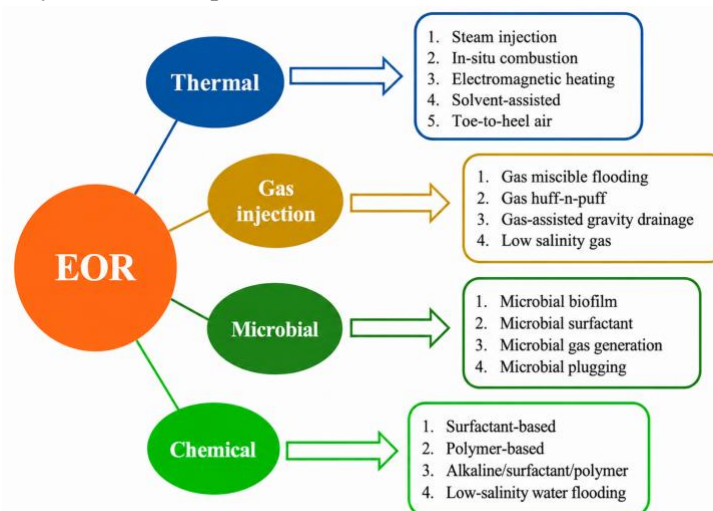 EOR
Thermal
1. Steam injection
2. In-situ combustion
3. Electromagnetic heating
4. Solvent-assisted
5. Toe-to-heel air
Gas
injection
1. Gas miscible flooding
2. Gas huff-n-puff
3. Gas-assisted gravity drainage
4. Low salinity gas
Microbial
1. Microbial biofilm
2. Microbial surfactant
3. Microbial gas generation
4. Microbial plugging
Chemical
1. Surfactant-based
2. Polymer-based
3. Alkaline/surfactant/polymer
4. Low-salinity water flooding